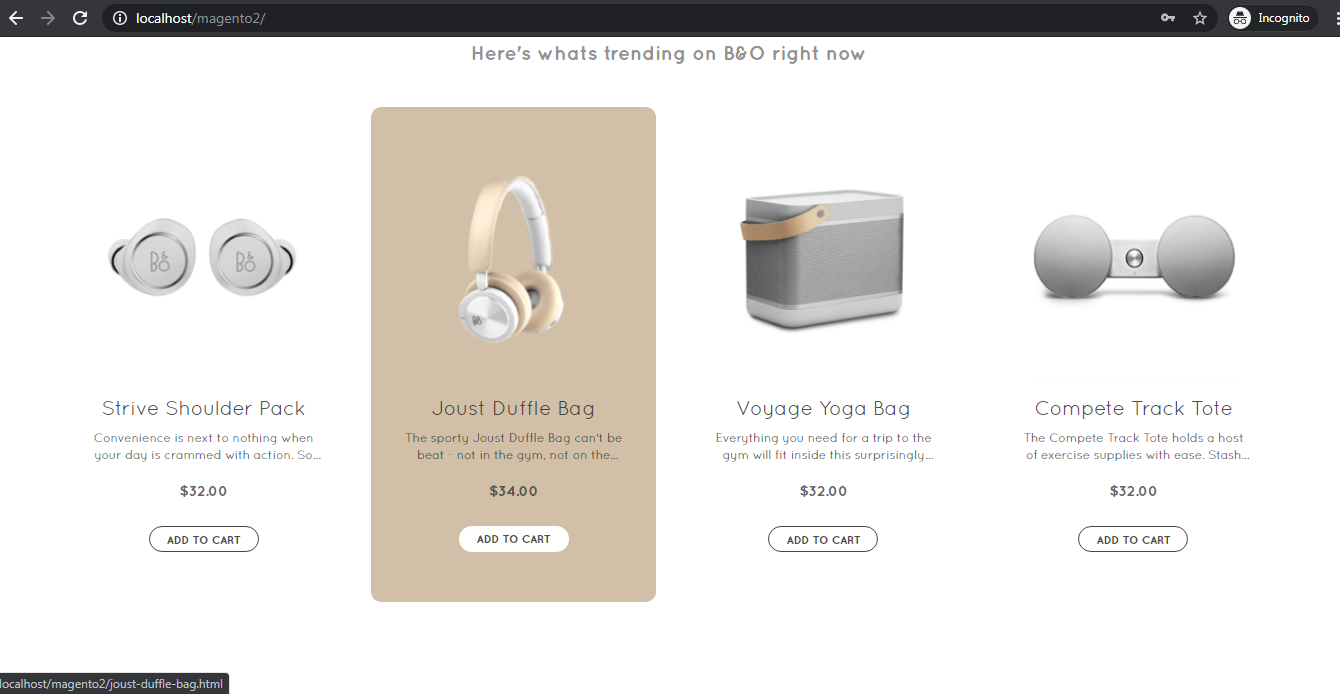 localhost/magento2/
Incognito
Here's whats trending on B&O right now
B&O B&O
B&O
Strive Shoulder Pack
Convenience is next to nothing when
your day is crammed with action. So...
$32.00
ADD TO CART
Joust Duffle Bag
The sporty Joust Duffle Bag can't be
beat - not in the gym, not on the...
$34.00
ADD TO CART
Voyage Yoga Bag
Everything you need for a trip to the
gym will fit inside this surprisingly...
$32.00
ADD TO CART
Compete Track Tote
The Compete Track Tote holds a host
of exercise supplies with ease. Stash...
$32.00
ADD TO CART
localhost/magento2/joust-duffle-bag.html